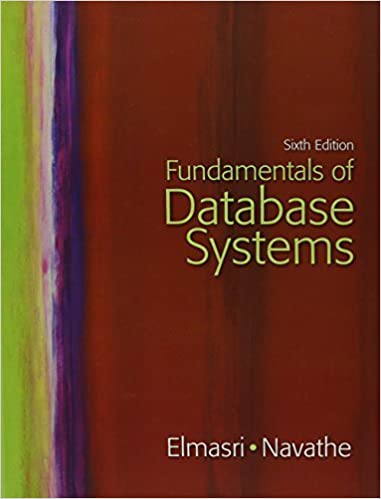 Sixth Edition
Fundamentals of
Database
Systems
Elmasri • Navathe